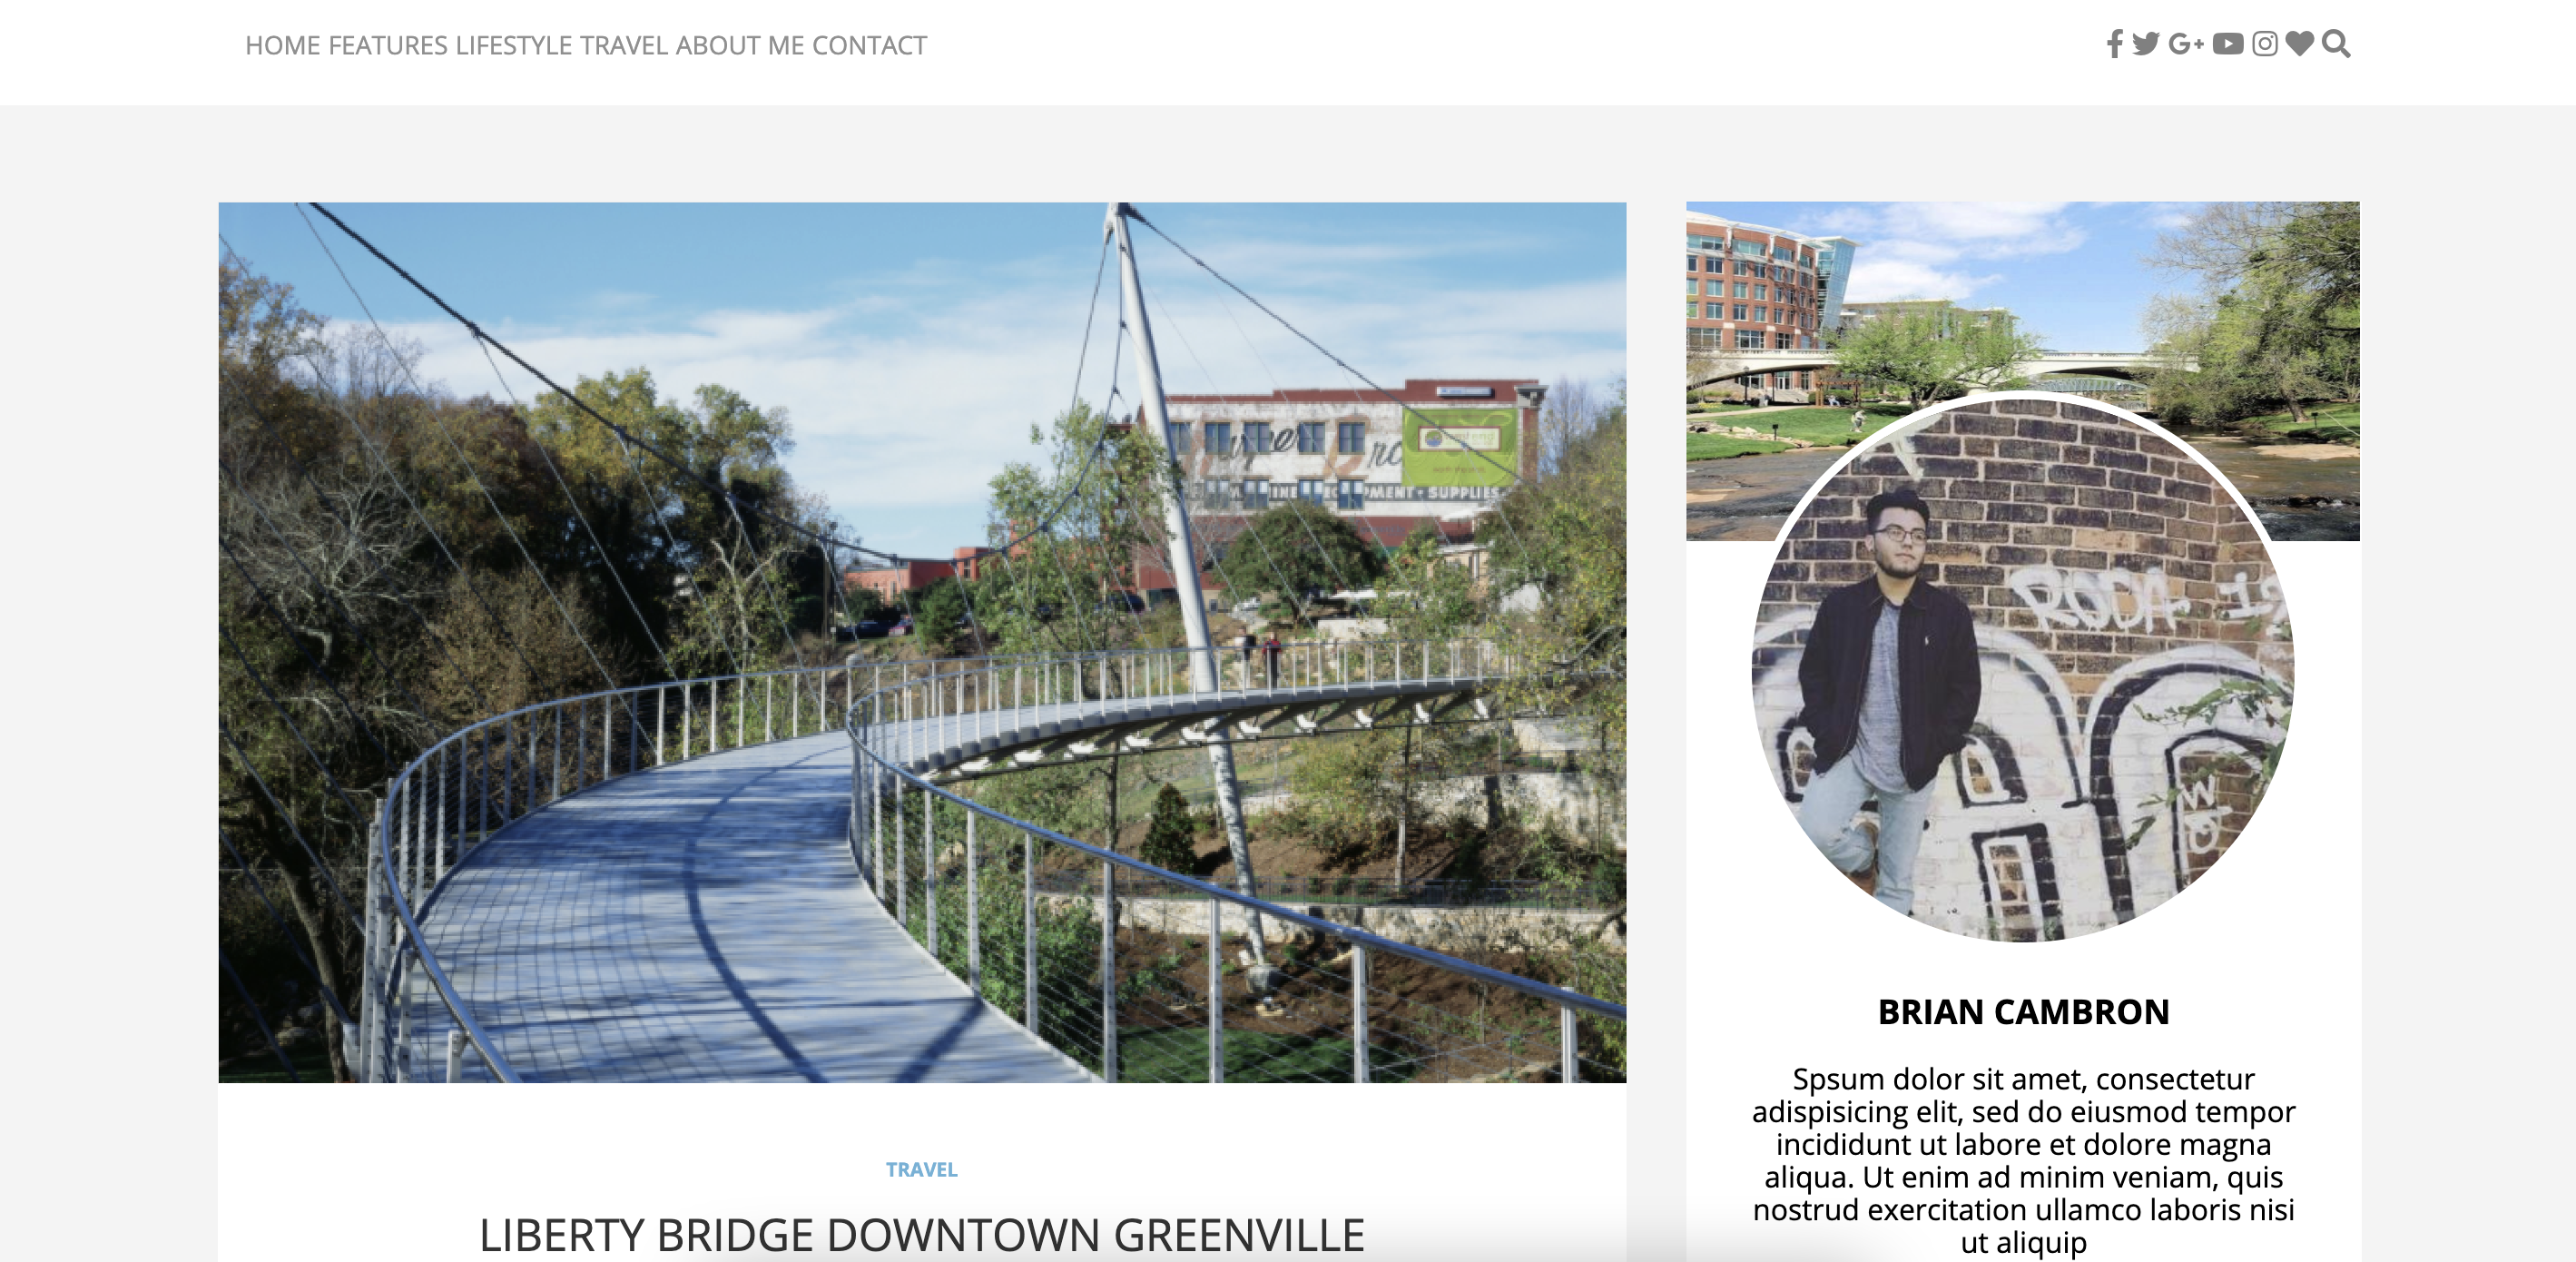 HOME FEATURES LIFESTYLE TRAVEL ABOUT ME CONTACT
PMENT • SUPPLIES
TRAVEL
LIBERTY BRIDGE DOWNTOWN GREENVILLE
BRIAN CAMBRON
Spsum dolor sit amet, consectetur
adispisicing elit, sed do eiusmod tempor
incididunt ut labore et dolore magna
aliqua. Ut enim ad minim veniam, quis
nostrud exercitation ullamco laboris nisi
ut aliquip